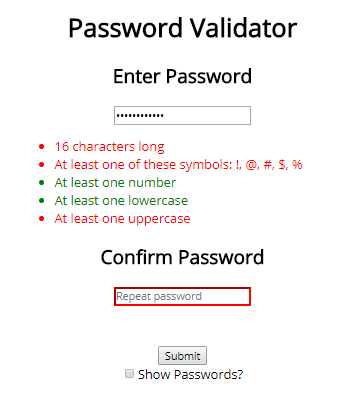 Password Validator
Enter Password
••••••••••••
• 16 characters long
• At least one of these symbols: !, @, #, $, %
• At least one number
• At least one lowercase
• At least one uppercase
Confirm Password
Repeat password
Submit
Show Passwords?